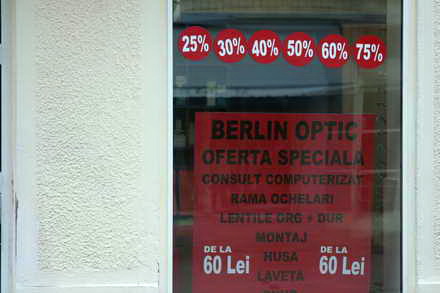 25% 30% 40% 50% 60% 75%
BERLIN OPTIC
OFERTA SPECIALA
CONSULT COMPUTERIZAT
RAMA OCHELARI
LENTILE ORG + DUR
MONTAJ
HUSA
LAVETA
DE LA
60 Lei
DE LA
60 Lei